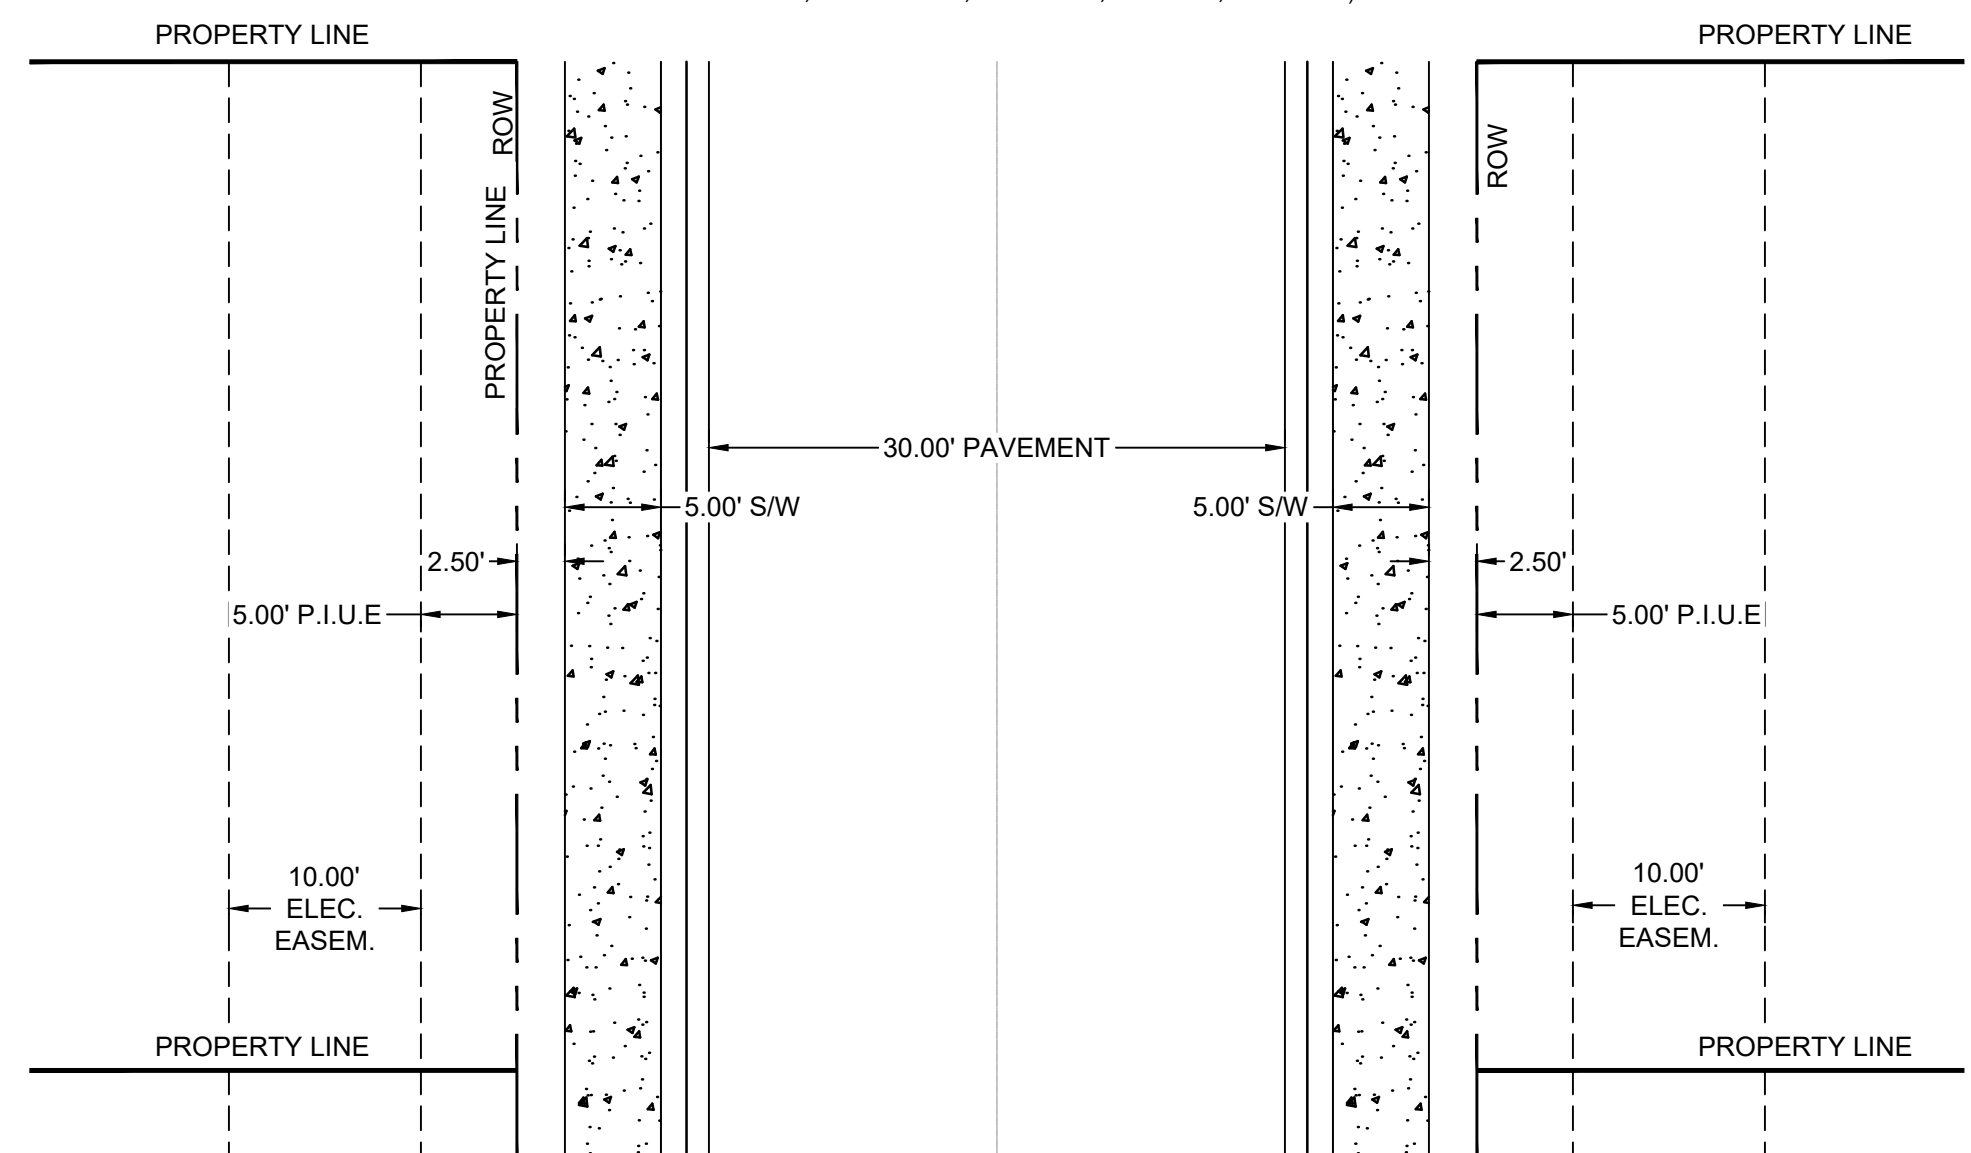 PROPERTY LINE
PROPERTY LINE
ROW
PROPERTY LINE
ROW
30.00' PAVEMENT
5.00' S/W
5.00' S/W
2.50'
2.50'
5.00' P.I.U.E
5.00' P.I.U.E
10.00'
ELEC.
EASEM.
10.00'
ELEC.
EASEM.
PROPERTY LINE
PROPERTY LINE